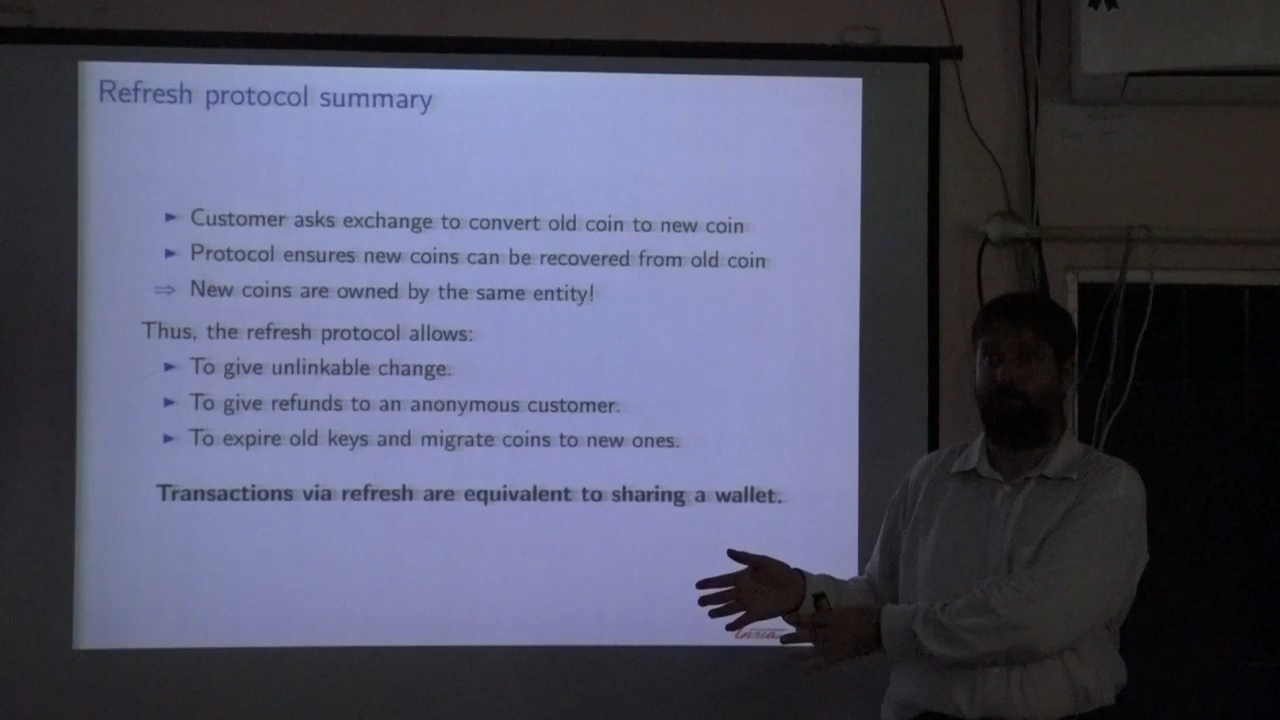 Refresh protocol summary
► Customer asks exchange to convert old coin to new coin
► Protocol ensures new coins can be recovered from old coin
⇒ New coins are owned by the same entity!
Thus, the refresh protocol allows:
► To give unlinkable change.
► To give refunds to an anonymous customer.
► To expire old keys and migrate coins to new ones.
Transactions via refresh are equivalent to sharing a wallet.
Inria